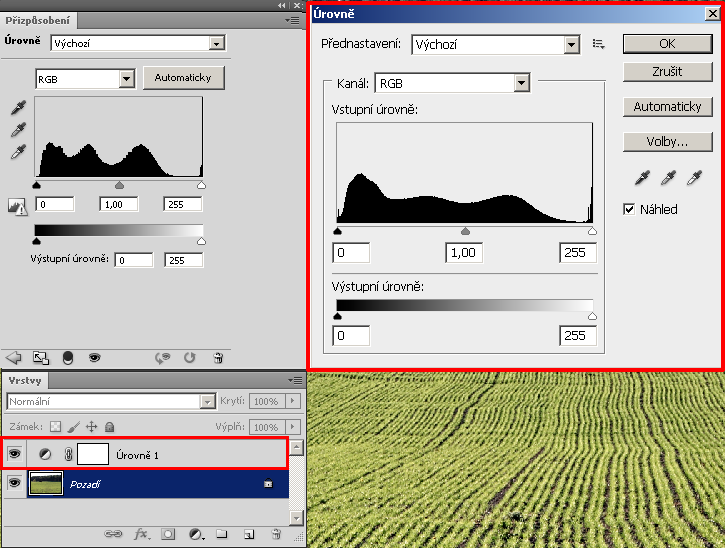 Přizpůsobení
Úrovně
Výchozí
RGB
Automaticky
0
1,00
255
Výstupní úrovně:
0
255
Úrovně
Přednastavení:
Výchozí
OK
Zrušit
Automaticky
Volby...
Náhled
Kanál:
RGB
Vstupní úrovně:
0
1,00
255
Výstupní úrovně:
0
255
Vrstvy
Normální
Krytí:
100%
Zámek:
Výplň:
100%
Úrovně 1
Pozadí
fx.